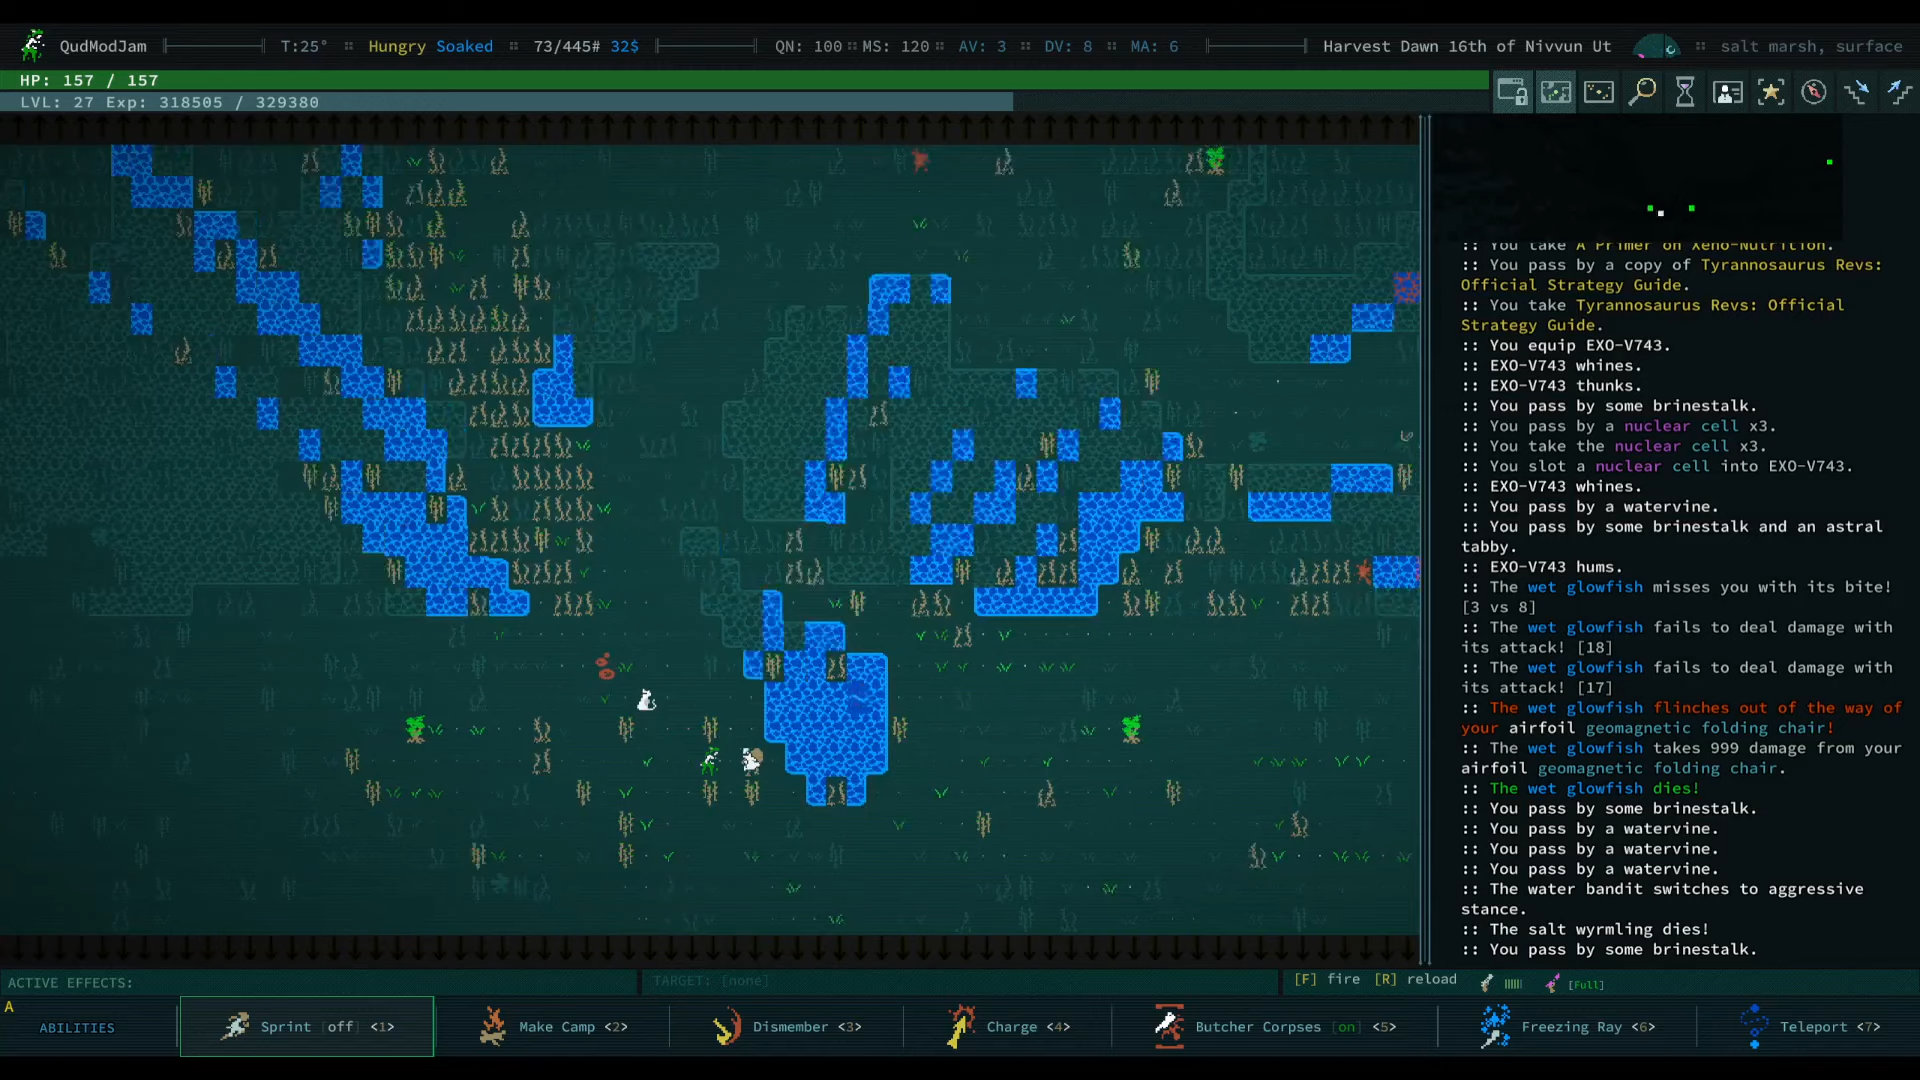 QudModJam T:25° Hungry Soaked 73/445# 32$ QN: 100 MS: 120 AV: 3 DV: 8 MA: 6 Harvest Dawn 16th of Nivvun Ut salt marsh, surface
HP: 157 / 157
LVL: 27 Exp: 318505 / 329380
:: You take A Primer on Xeno-Nutrition.
:: You pass by a copy of Tyrannosaurus Revs:
Official Strategy Guide.
:: You take Tyrannosaurus Revs: Official
Strategy Guide.
:: You equip EXO-V743.
:: EXO-V743 whines.
:: EXO-V743 thunks.
:: You pass by some brinestalk.
:: You pass by a nuclear cell x3.
:: You take the nuclear cell x3.
:: You slot a nuclear cell into EXO-V743.
:: EXO-V743 whines.
:: You pass by a watervine.
:: You pass by some brinestalk and an astral
tabby.
:: EXO-V743 hums.
:: The wet glowfish misses you with its bite!
[3 vs 8]
:: The wet glowfish fails to deal damage with
its attack! [18]
:: The wet glowfish fails to deal damage with
its attack! [17]
:: The wet glowfish flinches out of the way of
your airfoil geomagnetic folding chair!
:: The wet glowfish takes 999 damage from your
airfoil geomagnetic folding chair.
:: The wet glowfish dies!
:: You pass by some brinestalk.
:: You pass by a watervine.
:: You pass by a watervine.
:: You pass by a watervine.
:: The water bandit switches to aggressive
stance.
:: The salt wyrmling dies!
:: You pass by some brinestalk.
ACTIVE EFFECTS: TARGET: [none] [F] fire [R] reload [Full]
A
ABILITIES Sprint [off] <1> Make Camp <2> Dismember <3> Charge <4> Butcher Corpses [on] <5> Freezing Ray <6> Teleport <7>